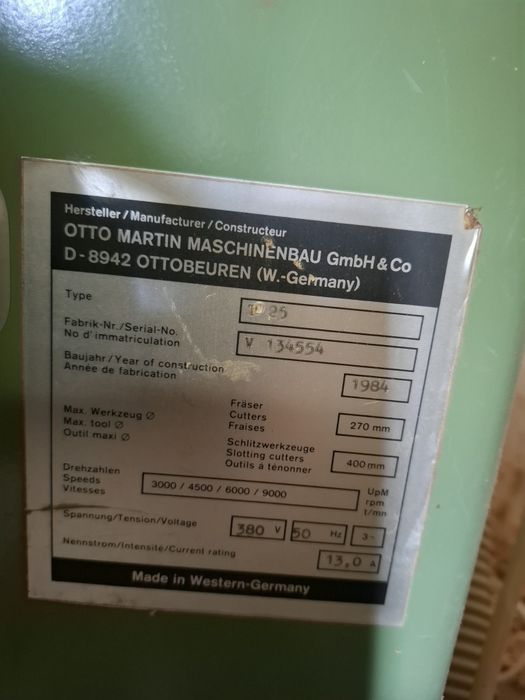 Hersteller/Manufacturer/Constructeur
OTTO MARTIN MASCHINENBAU GmbH & Co
D-8942 OTTOBEUREN (W.-Germany)
Type 25
Fabrik-Nr./Serial-No.
No d'immatriculation
V 134554
Baujahr/Year of construction
Année de fabrication
1984
Max. Werkzeug ∅
Max. tool ∅
Outil maxi ∅
Fräser
Cutters
Fraises
270 mm
Schlitzwerkzeuge
Slotting cutters
Outils à ténonner
400 mm
Drehzahlen
Speeds
Vitesses
3000 / 4500 / 6000 / 9000
UpM
rpm
t/mn
Spannung/Tension/Voltage 380 V 50 Hz 3~
Nennstrom/Intensité/Current rating 13,0 A
Made in Western-Germany